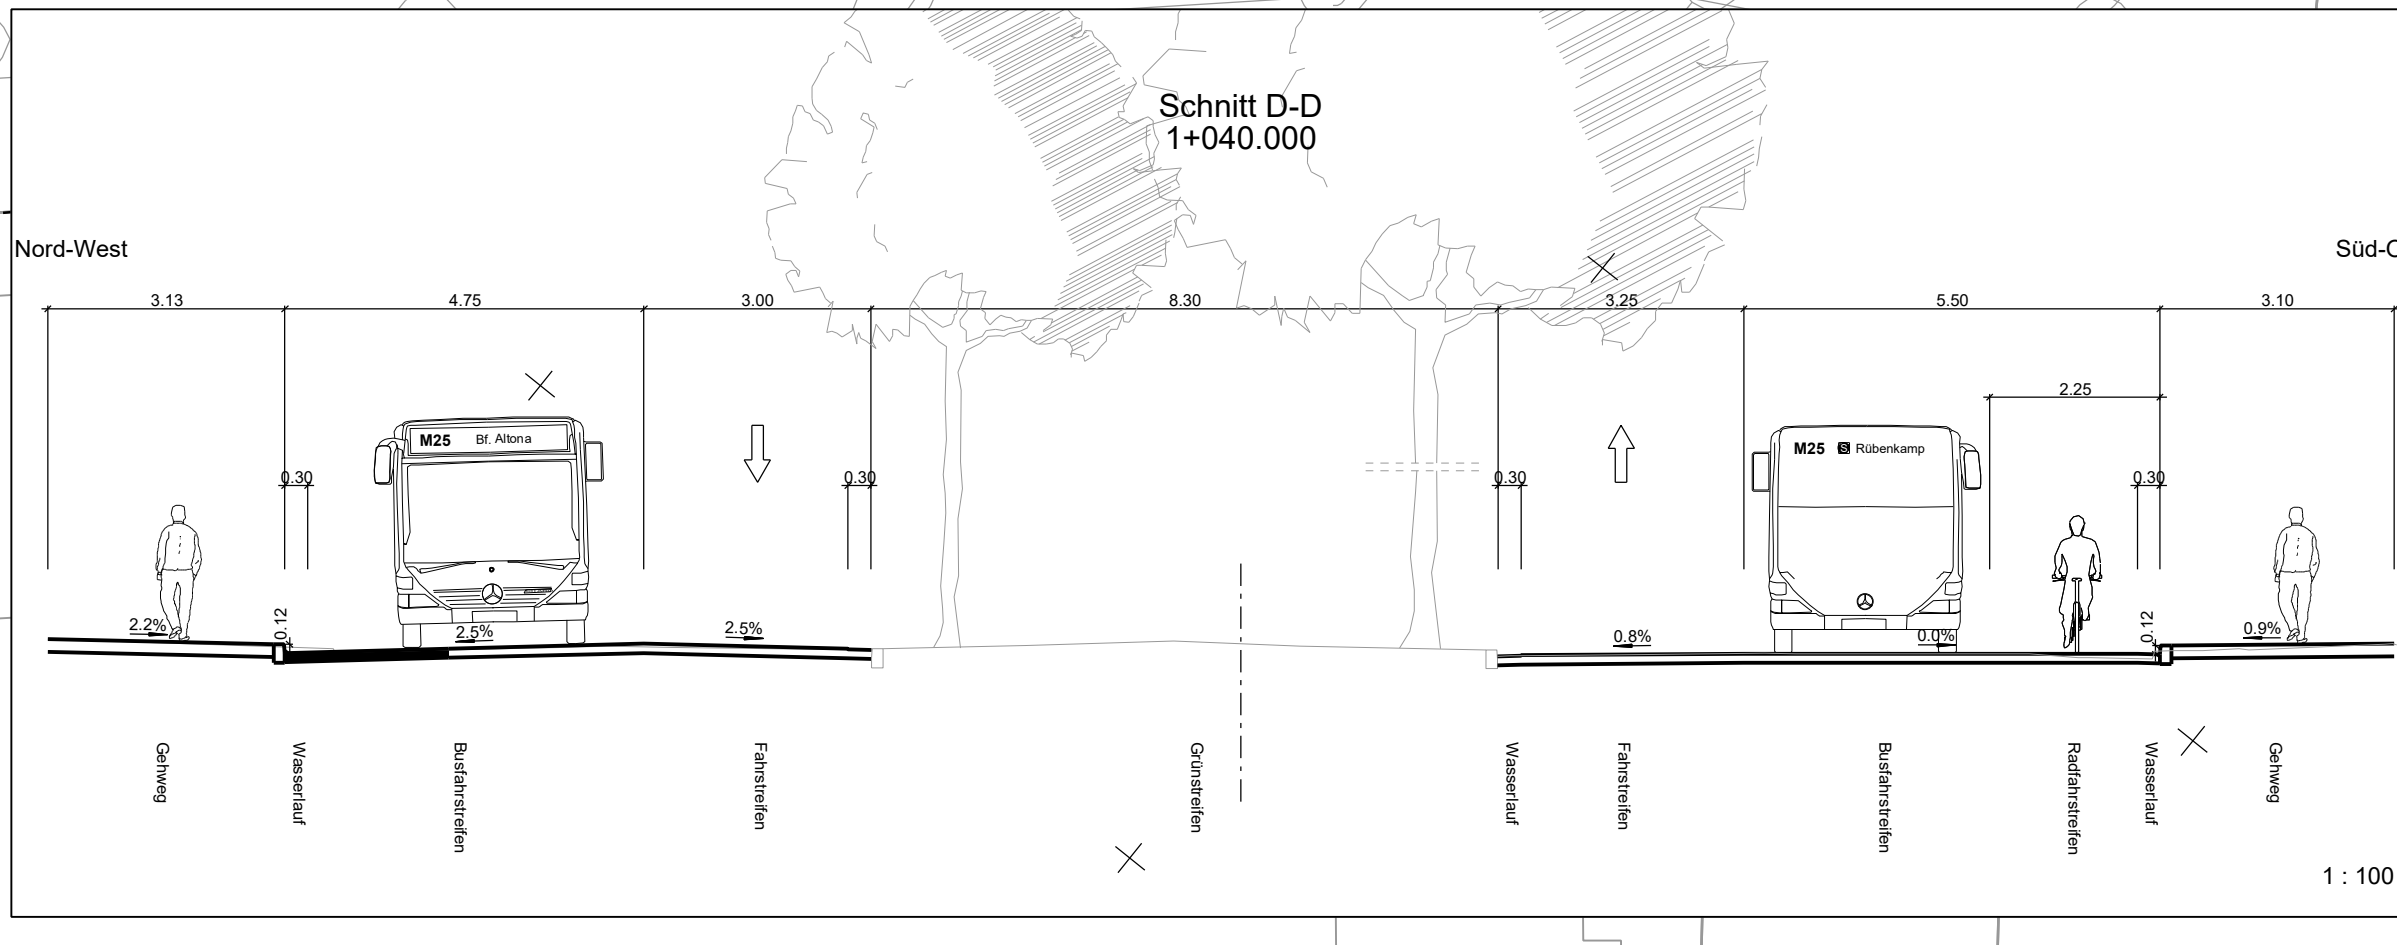 Schnitt D-D
1+040.000
Nord-West
Süd-O
3.13
4.75
3.00
8.30
3.25
5.50
3.10
2.25
M25 Bf. Altona
M25 S Rübenkamp
0.30
0.30
0.30
0.30
2.2%
0.12
2.5%
2.5%
0.8%
0.0%
0.12
0.9%
Gehweg
Wasserlauf
Busfahrstreifen
Fahrstreifen
Grünstreifen
Wasserlauf
Fahrstreifen
Busfahrstreifen
Radfahrstreifen
Wasserlauf
Gehweg
1 : 100